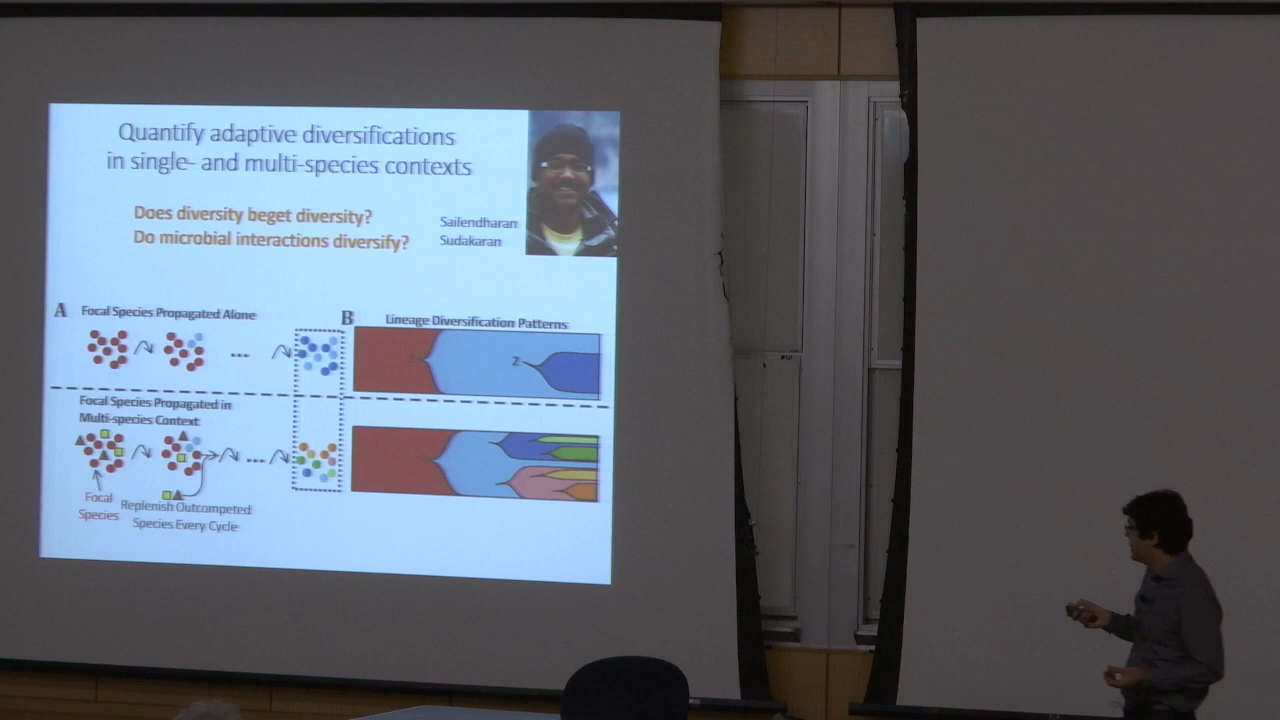 Quantify adaptive diversifications
in single- and multi-species contexts
Does diversity beget diversity?
Do microbial interactions diversify?
Sailendharan
Sudakaran
A
Focal Species Propagated Alone
...
B
Lineage Diversification Patterns
2
Focal Species Propagated in
Multi-species Context
...
Focal
Species
Replenish Outcompeted
Species Every Cycle